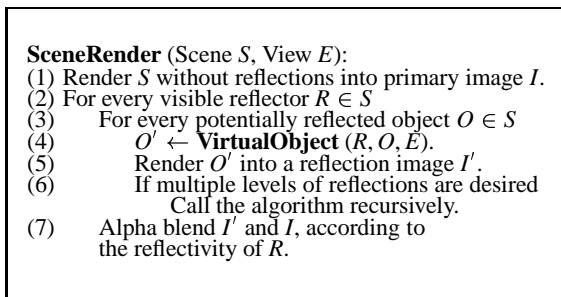 SceneRender (Scene S, View E):
(1) Render S without reflections into primary image I.
(2) For every visible reflector R ∈ S
(3) For every potentially reflected object O ∈ S
(4) O′ ← VirtualObject (R, O, E).
(5) Render O′ into a reflection image I′.
(6) If multiple levels of reflections are desired
Call the algorithm recursively.
(7) Alpha blend I′ and I, according to
the reflectivity of R.